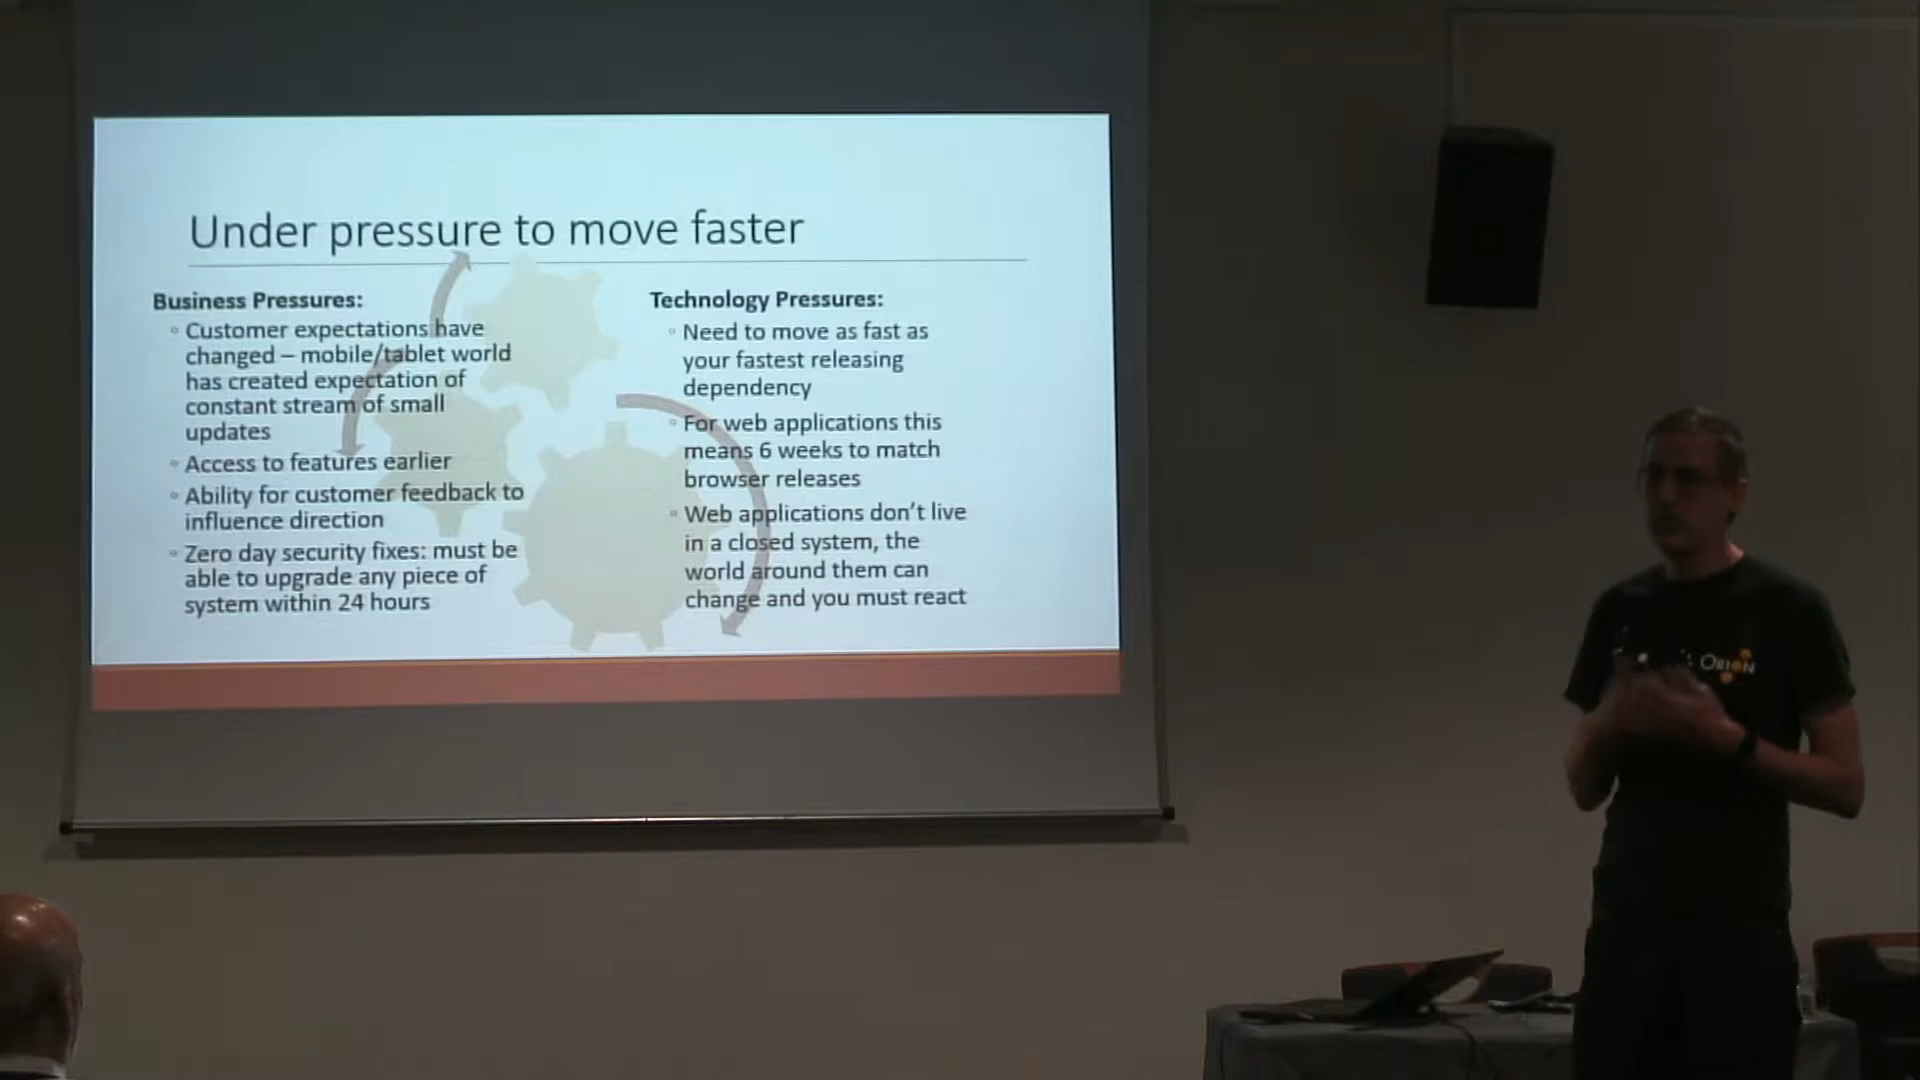 Under pressure to move faster
Business Pressures:
Customer expectations have
changed – mobile/tablet world
has created expectation of
constant stream of small
updates
Access to features earlier
Ability for customer feedback to
influence direction
Zero day security fixes: must be
able to upgrade any piece of
system within 24 hours
Technology Pressures:
Need to move as fast as
your fastest releasing
dependency
For web applications this
means 6 weeks to match
browser releases
Web applications don’t live
in a closed system, the
world around them can
change and you must react
ORION